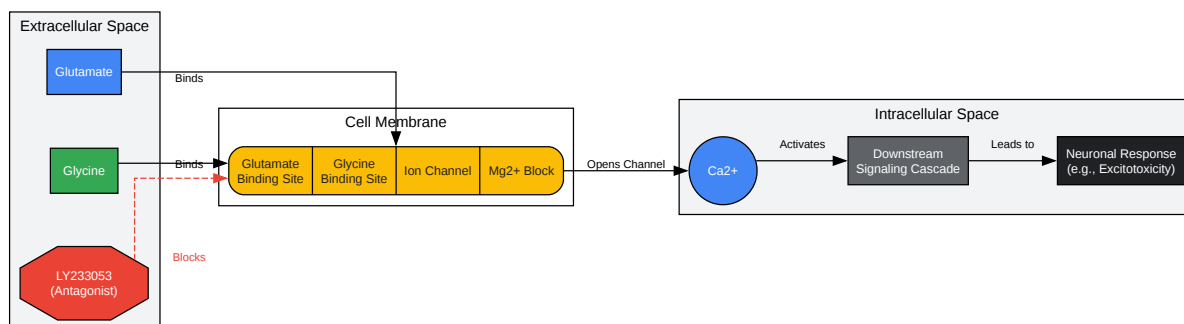 Extracellular Space
Glutamate
Binds
Glycine
Binds
LY233053
(Antagonist)
Blocks
Cell Membrane
Glutamate
Binding Site
Glycine
Binding Site
Ion Channel
Mg2+ Block
Opens Channel
Intracellular Space
Ca2+
Activates
Downstream
Signaling Cascade
Leads to
Neuronal Response
(e.g., Excitotoxicity)